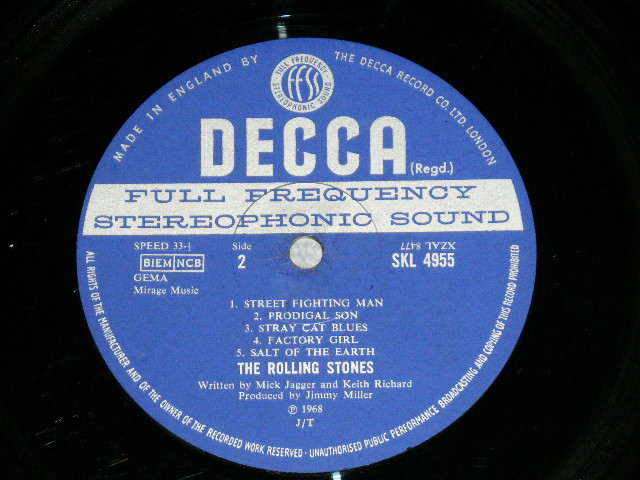 MADE IN ENGLAND BY
THE DECCA RECORD CO. LTD. LONDON
FULL FREQUENCY
STEREOPHONIC SOUND
FFSS
DECCA (Regd.)
FULL FREQUENCY
STEREOPHONIC SOUND
SPEED 33-⅓
Side
2
XZAL 8477
SKL 4955
BIEM NCB
GEMA
Mirage Music
1. STREET FIGHTING MAN
2. PRODIGAL SON
3. STRAY CAT BLUES
4. FACTORY GIRL
5. SALT OF THE EARTH
THE ROLLING STONES
Written by Mick Jagger and Keith Richard
Produced by Jimmy Miller
℗ 1968
J/T
ALL RIGHTS OF THE MANUFACTURER AND OF THE OWNER OF THE RECORDED WORK RESERVED · UNAUTHORISED PUBLIC PERFORMANCE BROADCASTING AND COPYING OF THIS RECORD PROHIBITED